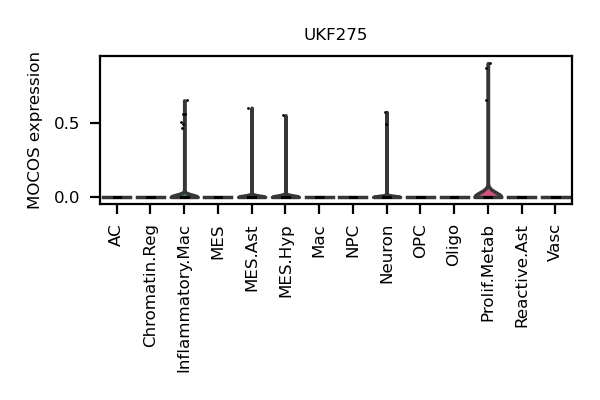 UKF275
MOCOS expression
0.5
0.0
AC
Chromatin.Reg
Inflammatory.Mac
MES
MES.Ast
MES.Hyp
Mac
NPC
Neuron
OPC
Oligo
Prolif.Metab
Reactive.Ast
Vasc